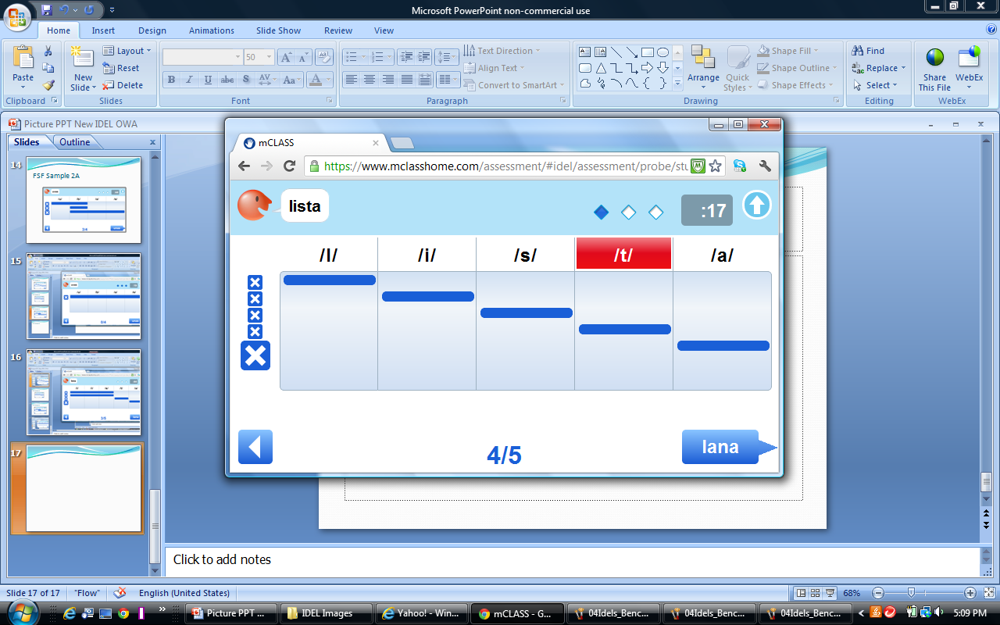 Microsoft PowerPoint non-commercial use
Home Insert Design Animations Slide Show Review View
Paste
Clipboard
New Slide
Layout
Reset
Delete
Slides
50
B I U abc S AV Aa A
Font
Text Direction
Align Text
Convert to SmartArt
Paragraph
Arrange
Quick Styles
Shape Fill
Shape Outline
Shape Effects
Drawing
Find
Replace
Select
Editing
Share This File
WebEx
WebEx
Picture PPT New IDEL OWA
Slides Outline
14
FSF Sample 2A
15
16
17
mCLASS
https://www.mclasshome.com/assessment/#idel/assessment/probe/stu
lista
:17
/l/ /i/ /s/ /t/ /a/
4/5
lana
Click to add notes
Slide 17 of 17 "Flow" English (United States) 68%
Picture PPT ... IDEL Images Yahoo! - Win... mCLASS - G... 04Idels_Benc... 04Idels_Benc... 04Idels_Benc... 5:09 PM